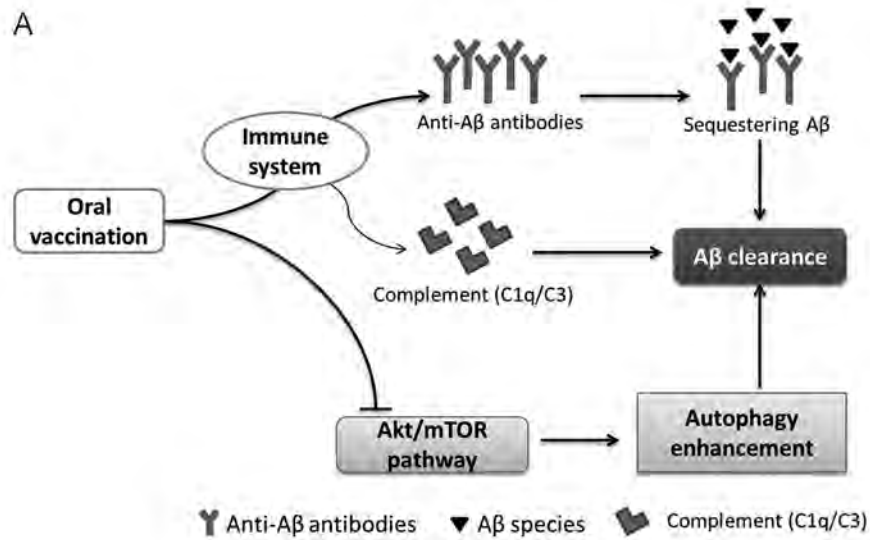 A
Anti-Aβ antibodies
Sequestering Aβ
Immune
system
Oral
vaccination
Complement (C1q/C3)
Aβ clearance
Akt/mTOR
pathway
Autophagy
enhancement
Anti-Aβ antibodies
Aβ species
Complement (C1q/C3)